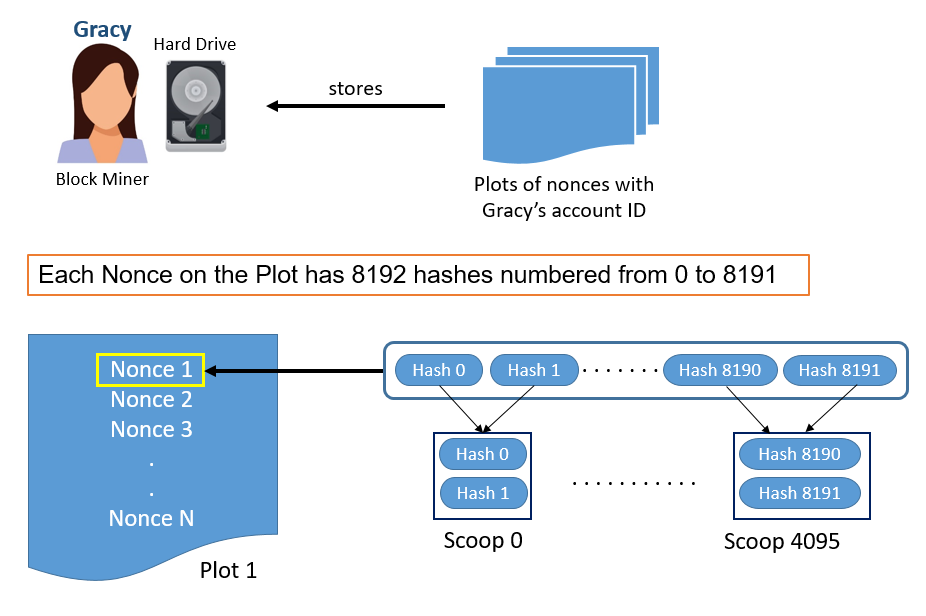 Gracy
Hard Drive
stores
Block Miner
Plots of nonces with
Gracy's account ID
Each Nonce on the Plot has 8192 hashes numbered from 0 to 8191
Nonce 1
Nonce 2
Nonce 3
.
.
Nonce N
Plot 1
Hash 0
Hash 1
. . . . . . .
Hash 8190
Hash 8191
Hash 0
Hash 1
Scoop 0
. . . . . . . . . . .
Hash 8190
Hash 8191
Scoop 4095